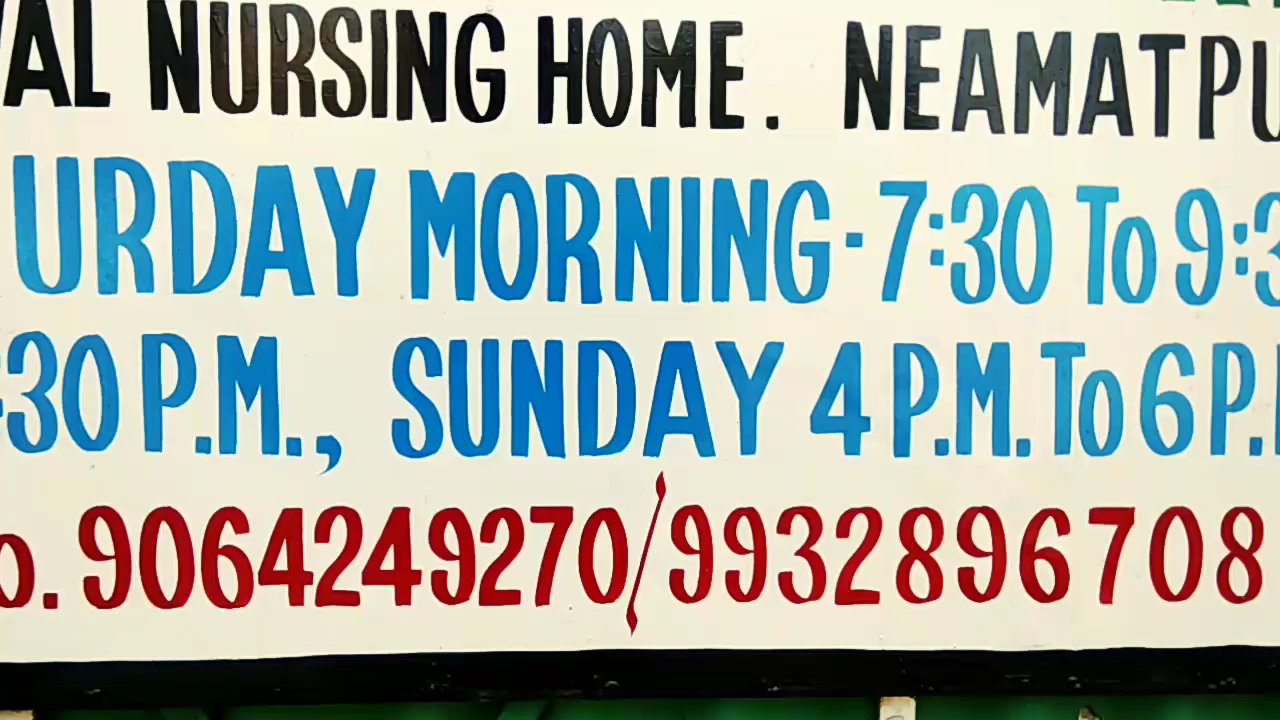 AL NURSING HOME. NEAMATPU
URDAY MORNING-7:30 To 9:3
30 P.M., SUNDAY 4 P.M. To 6 P.
o. 9064249270/9932896708